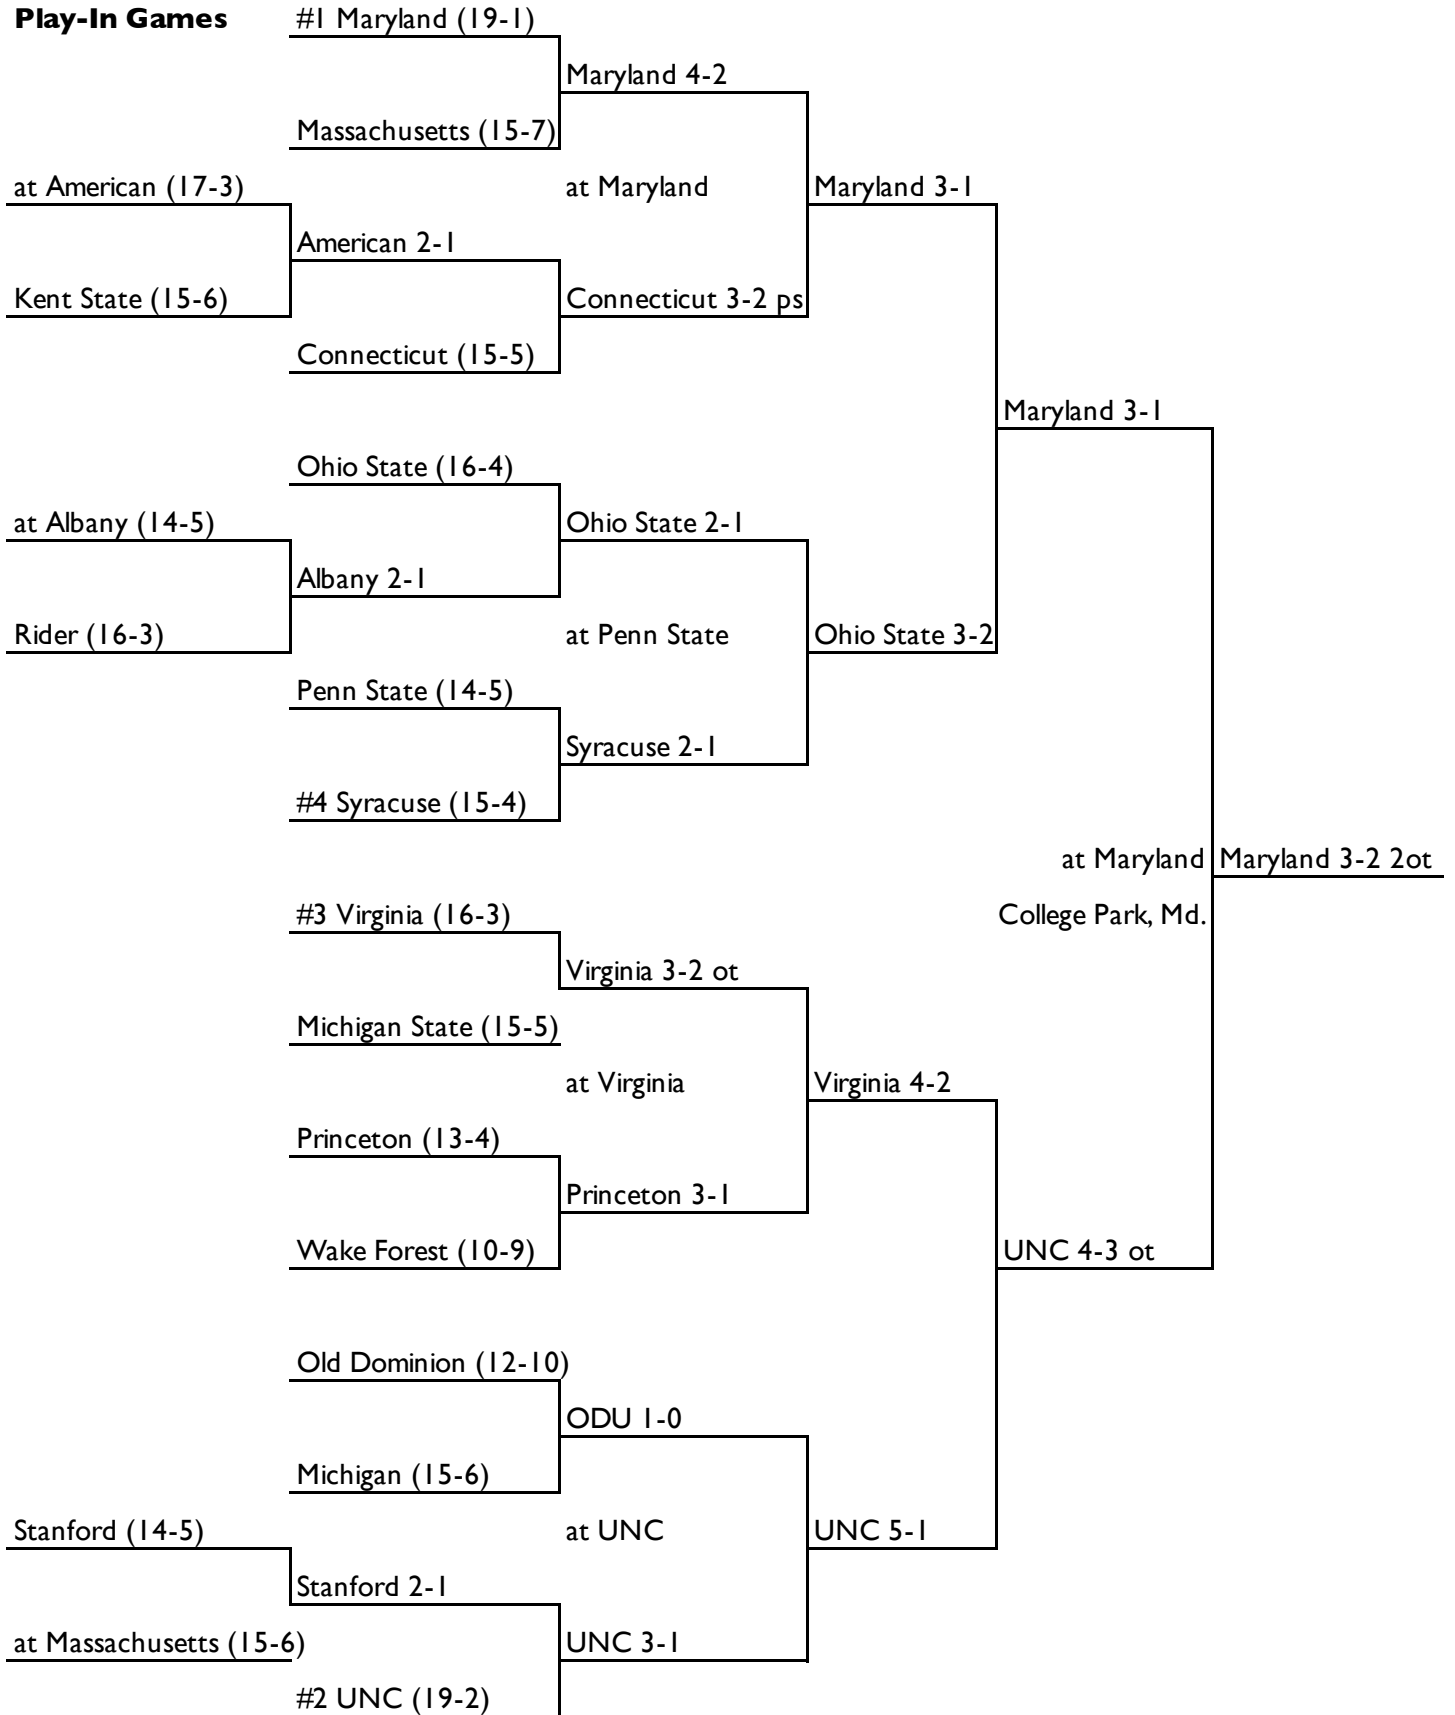 Play-In Games
#1 Maryland (19-1)
Maryland 4-2
Massachusetts (15-7)
at American (17-3)
at Maryland
Maryland 3-1
American 2-1
Kent State (15-6)
Connecticut 3-2 ps
Connecticut (15-5)
Maryland 3-1
Ohio State (16-4)
at Albany (14-5)
Ohio State 2-1
Albany 2-1
Rider (16-3)
at Penn State
Ohio State 3-2
Penn State (14-5)
Syracuse 2-1
#4 Syracuse (15-4)
at Maryland
Maryland 3-2 2ot
#3 Virginia (16-3)
College Park, Md.
Virginia 3-2 ot
Michigan State (15-5)
at Virginia
Virginia 4-2
Princeton (13-4)
Princeton 3-1
Wake Forest (10-9)
UNC 4-3 ot
Old Dominion (12-10)
ODU 1-0
Michigan (15-6)
Stanford (14-5)
at UNC
UNC 5-1
Stanford 2-1
at Massachusetts (15-6)
UNC 3-1
#2 UNC (19-2)